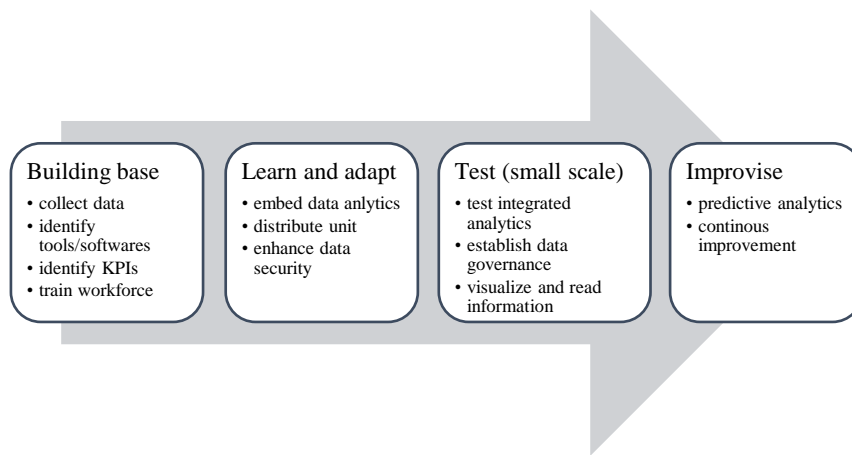 Building base
• collect data
• identify
tools/softwares
• identify KPIs
• train workforce
Learn and adapt
• embed data anlytics
• distribute unit
• enhance data
security
Test (small scale)
• test integrated
analytics
• establish data
governance
• visualize and read
information
Improvise
• predictive analytics
• continous
improvement